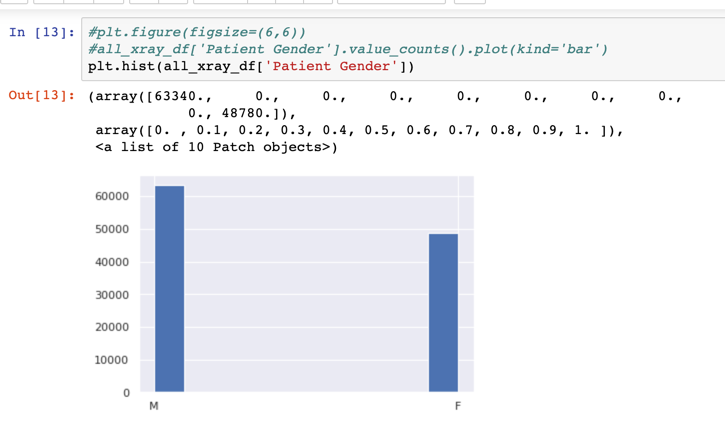 In [13]: #plt.figure(figsize=(6,6))
#all_xray_df['Patient Gender'].value_counts().plot(kind='bar')
plt.hist(all_xray_df['Patient Gender'])
Out[13]: (array([63340., 0., 0., 0., 0., 0., 0., 0.,
0., 48780.]),
array([0. , 0.1, 0.2, 0.3, 0.4, 0.5, 0.6, 0.7, 0.8, 0.9, 1. ]),
<a list of 10 Patch objects>)
60000
50000
40000
30000
20000
10000
0
M F